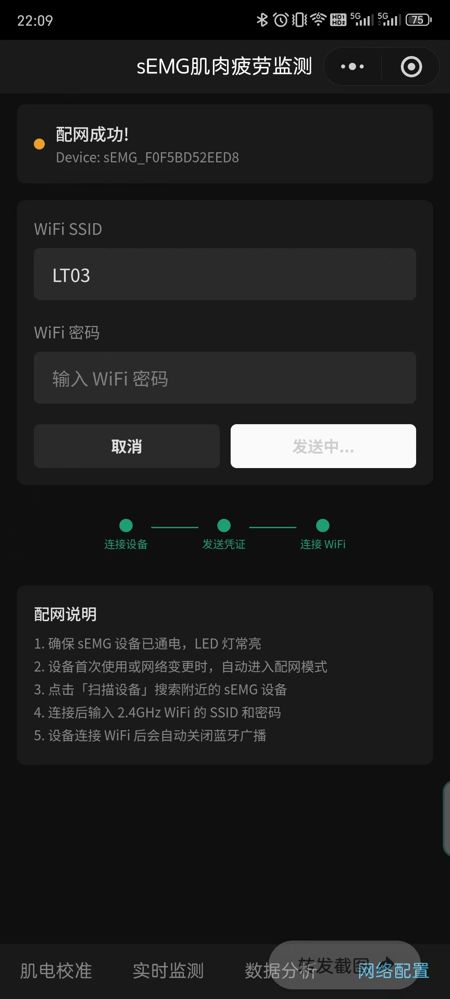 22:09
HD1 HD2 5G 5G 75
sEMG肌肉疲劳监测
配网成功!
Device: sEMG_F0F5BD52EED8
WiFi SSID
LT03
WiFi 密码
输入 WiFi 密码
取消
发送中...
连接设备
发送凭证
连接 WiFi
配网说明
1. 确保 sEMG 设备已通电，LED 灯常亮
2. 设备首次使用或网络变更时，自动进入配网模式
3. 点击「扫描设备」搜索附近的 sEMG 设备
4. 连接后输入 2.4GHz WiFi 的 SSID 和密码
5. 设备连接 WiFi 后会自动关闭蓝牙广播
转发截图
肌电校准
实时监测
数据分析
网络配置